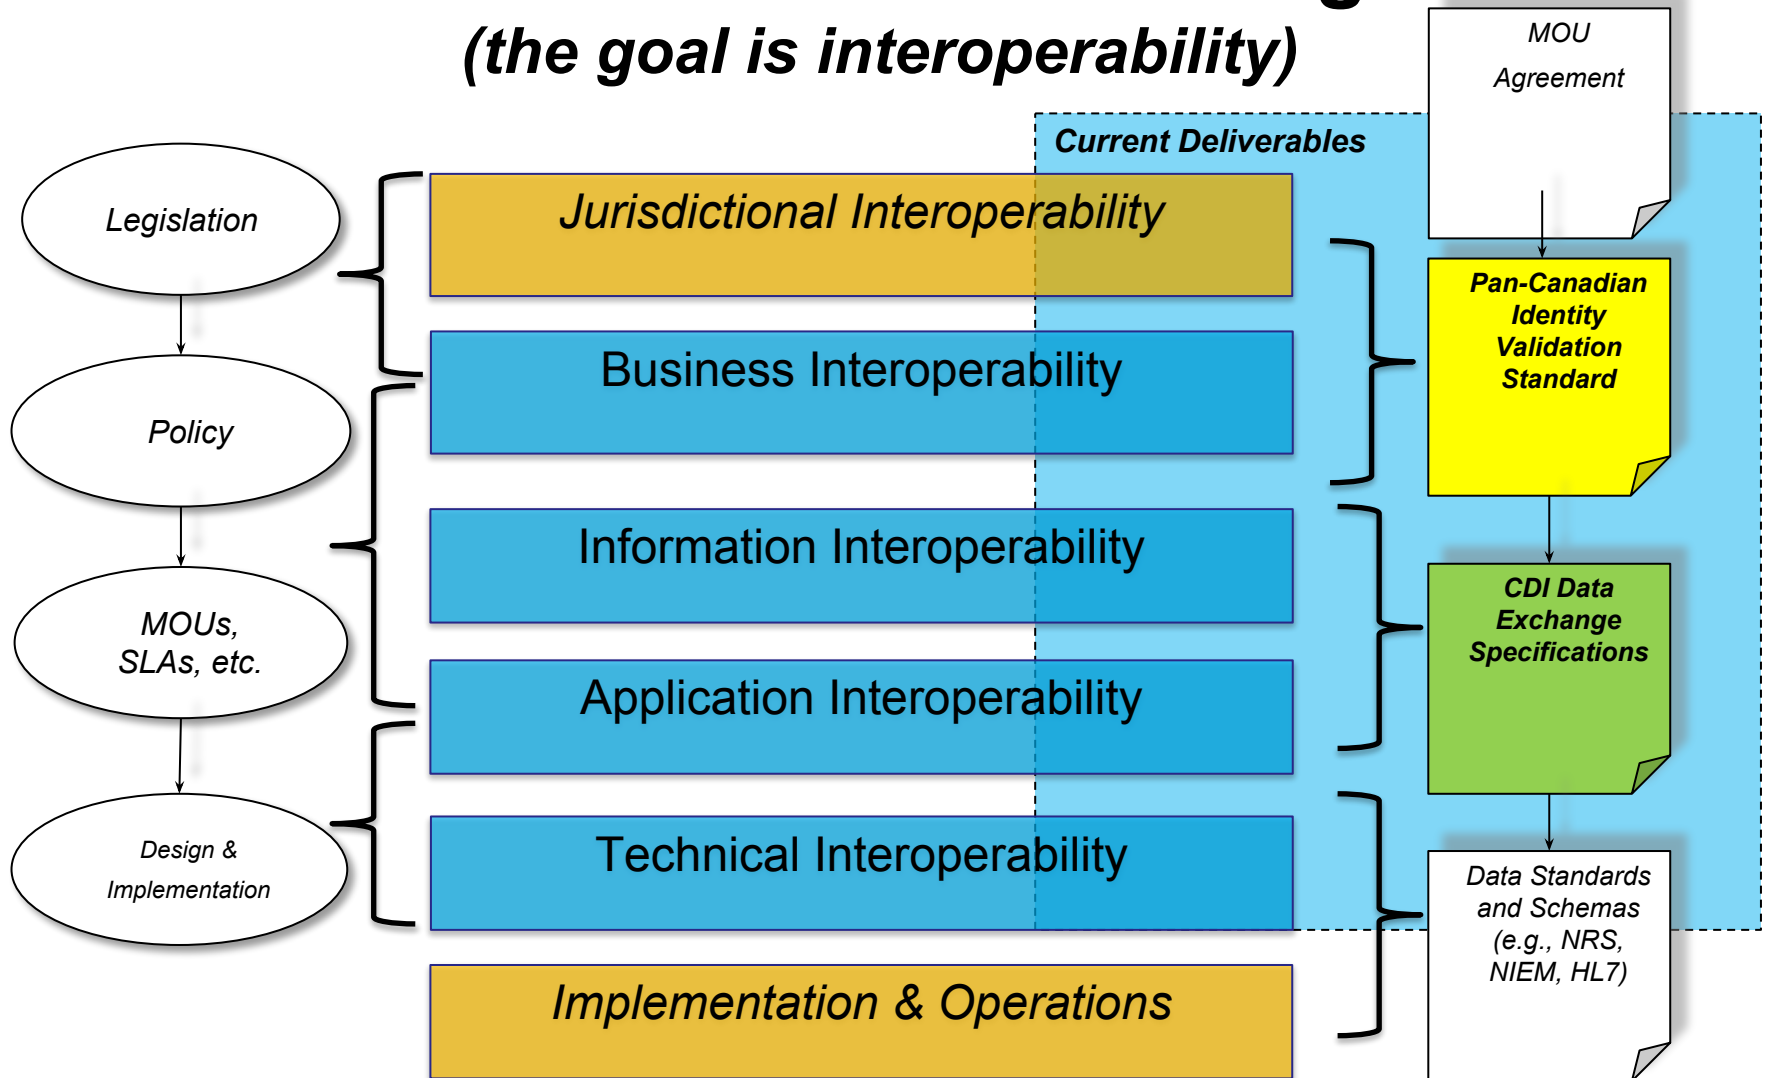 (the goal is interoperability)
MOU
Agreement
Current Deliverables
Legislation
Jurisdictional Interoperability
Pan-Canadian
Identity
Validation
Standard
Business Interoperability
Policy
Information Interoperability
CDI Data
Exchange
Specifications
MOUs,
SLAs, etc.
Application Interoperability
Technical Interoperability
Design &
Implementation
Data Standards
and Schemas
(e.g., NRS,
NIEM, HL7)
Implementation & Operations